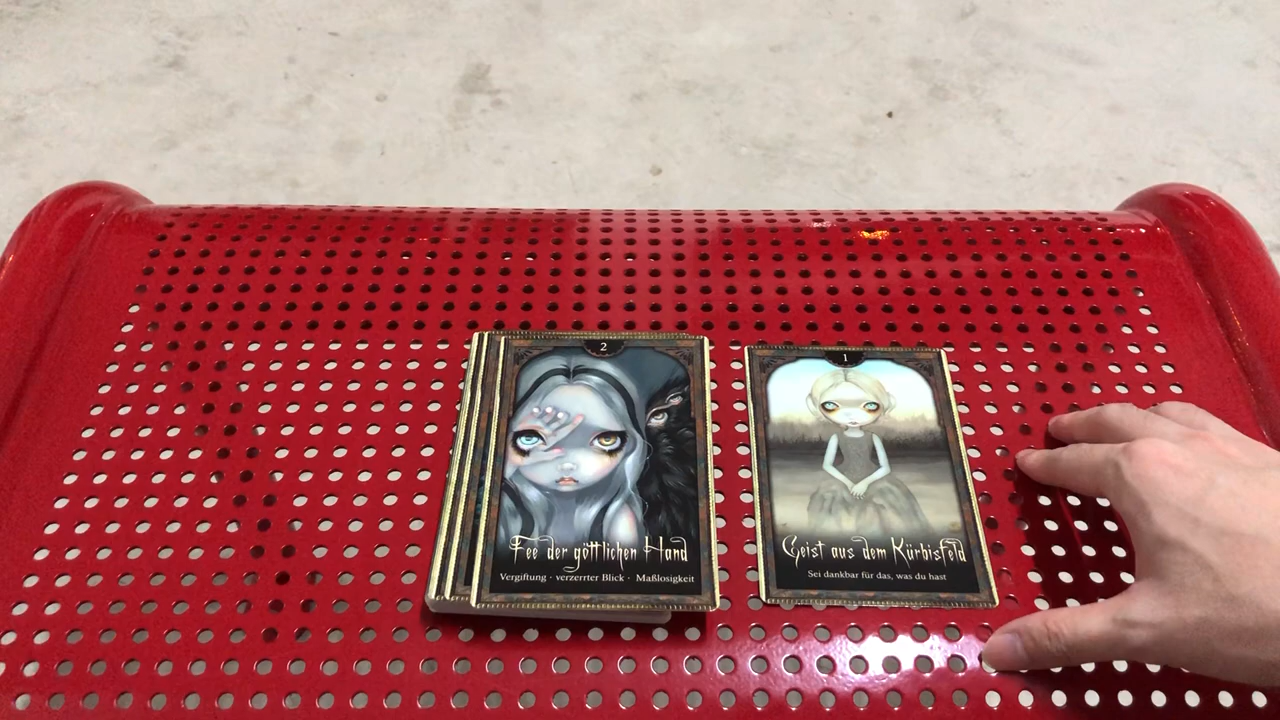 2
Fee der göttlichen Hand
Vergiftung · verzerrter Blick · Maßlosigkeit
1
Geist aus dem Kürbisfeld
Sei dankbar für das, was du hast